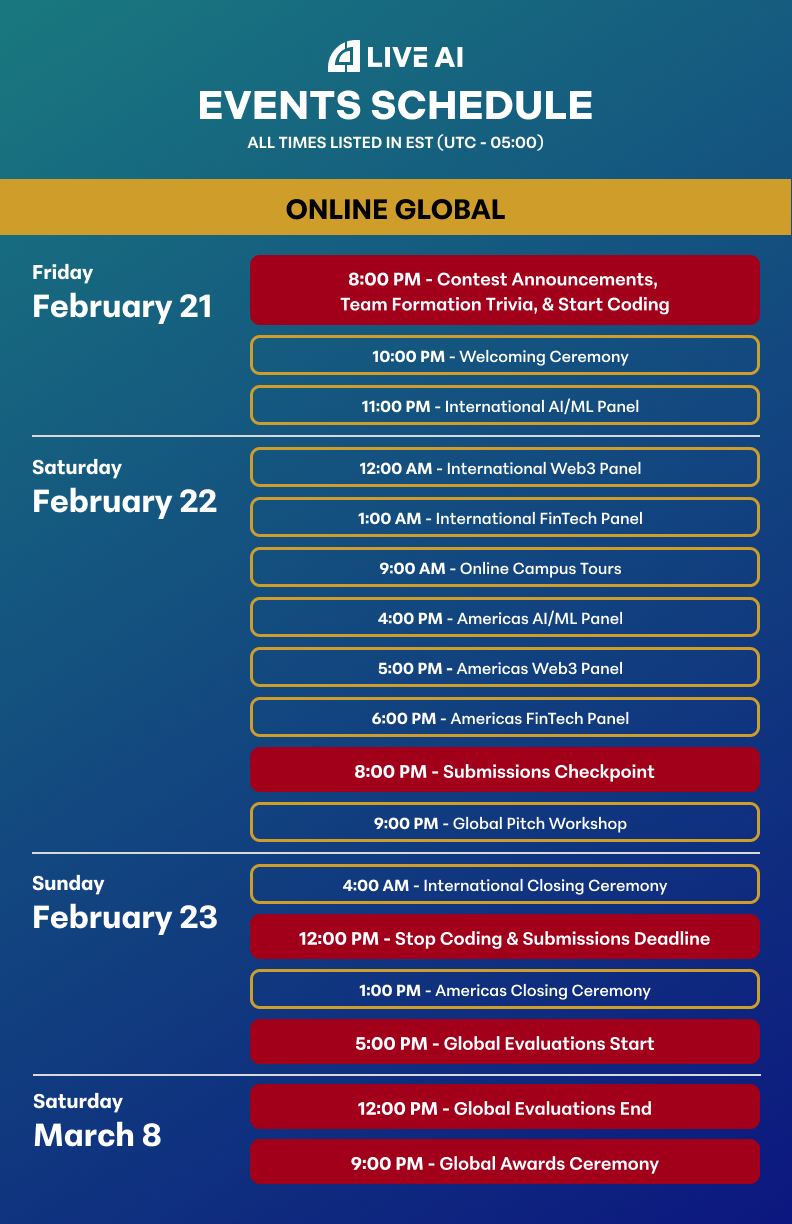 LIVE AI
EVENTS SCHEDULE
ALL TIMES LISTED IN EST (UTC - 05:00)
ONLINE GLOBAL
Friday
February 21
8:00 PM - Contest Announcements,
Team Formation Trivia, & Start Coding
10:00 PM - Welcoming Ceremony
11:00 PM - International AI/ML Panel
Saturday
February 22
12:00 AM - International Web3 Panel
1:00 AM - International FinTech Panel
9:00 AM - Online Campus Tours
4:00 PM - Americas AI/ML Panel
5:00 PM - Americas Web3 Panel
6:00 PM - Americas FinTech Panel
8:00 PM - Submissions Checkpoint
9:00 PM - Global Pitch Workshop
Sunday
February 23
4:00 AM - International Closing Ceremony
12:00 PM - Stop Coding & Submissions Deadline
1:00 PM - Americas Closing Ceremony
5:00 PM - Global Evaluations Start
Saturday
March 8
12:00 PM - Global Evaluations End
9:00 PM - Global Awards Ceremony